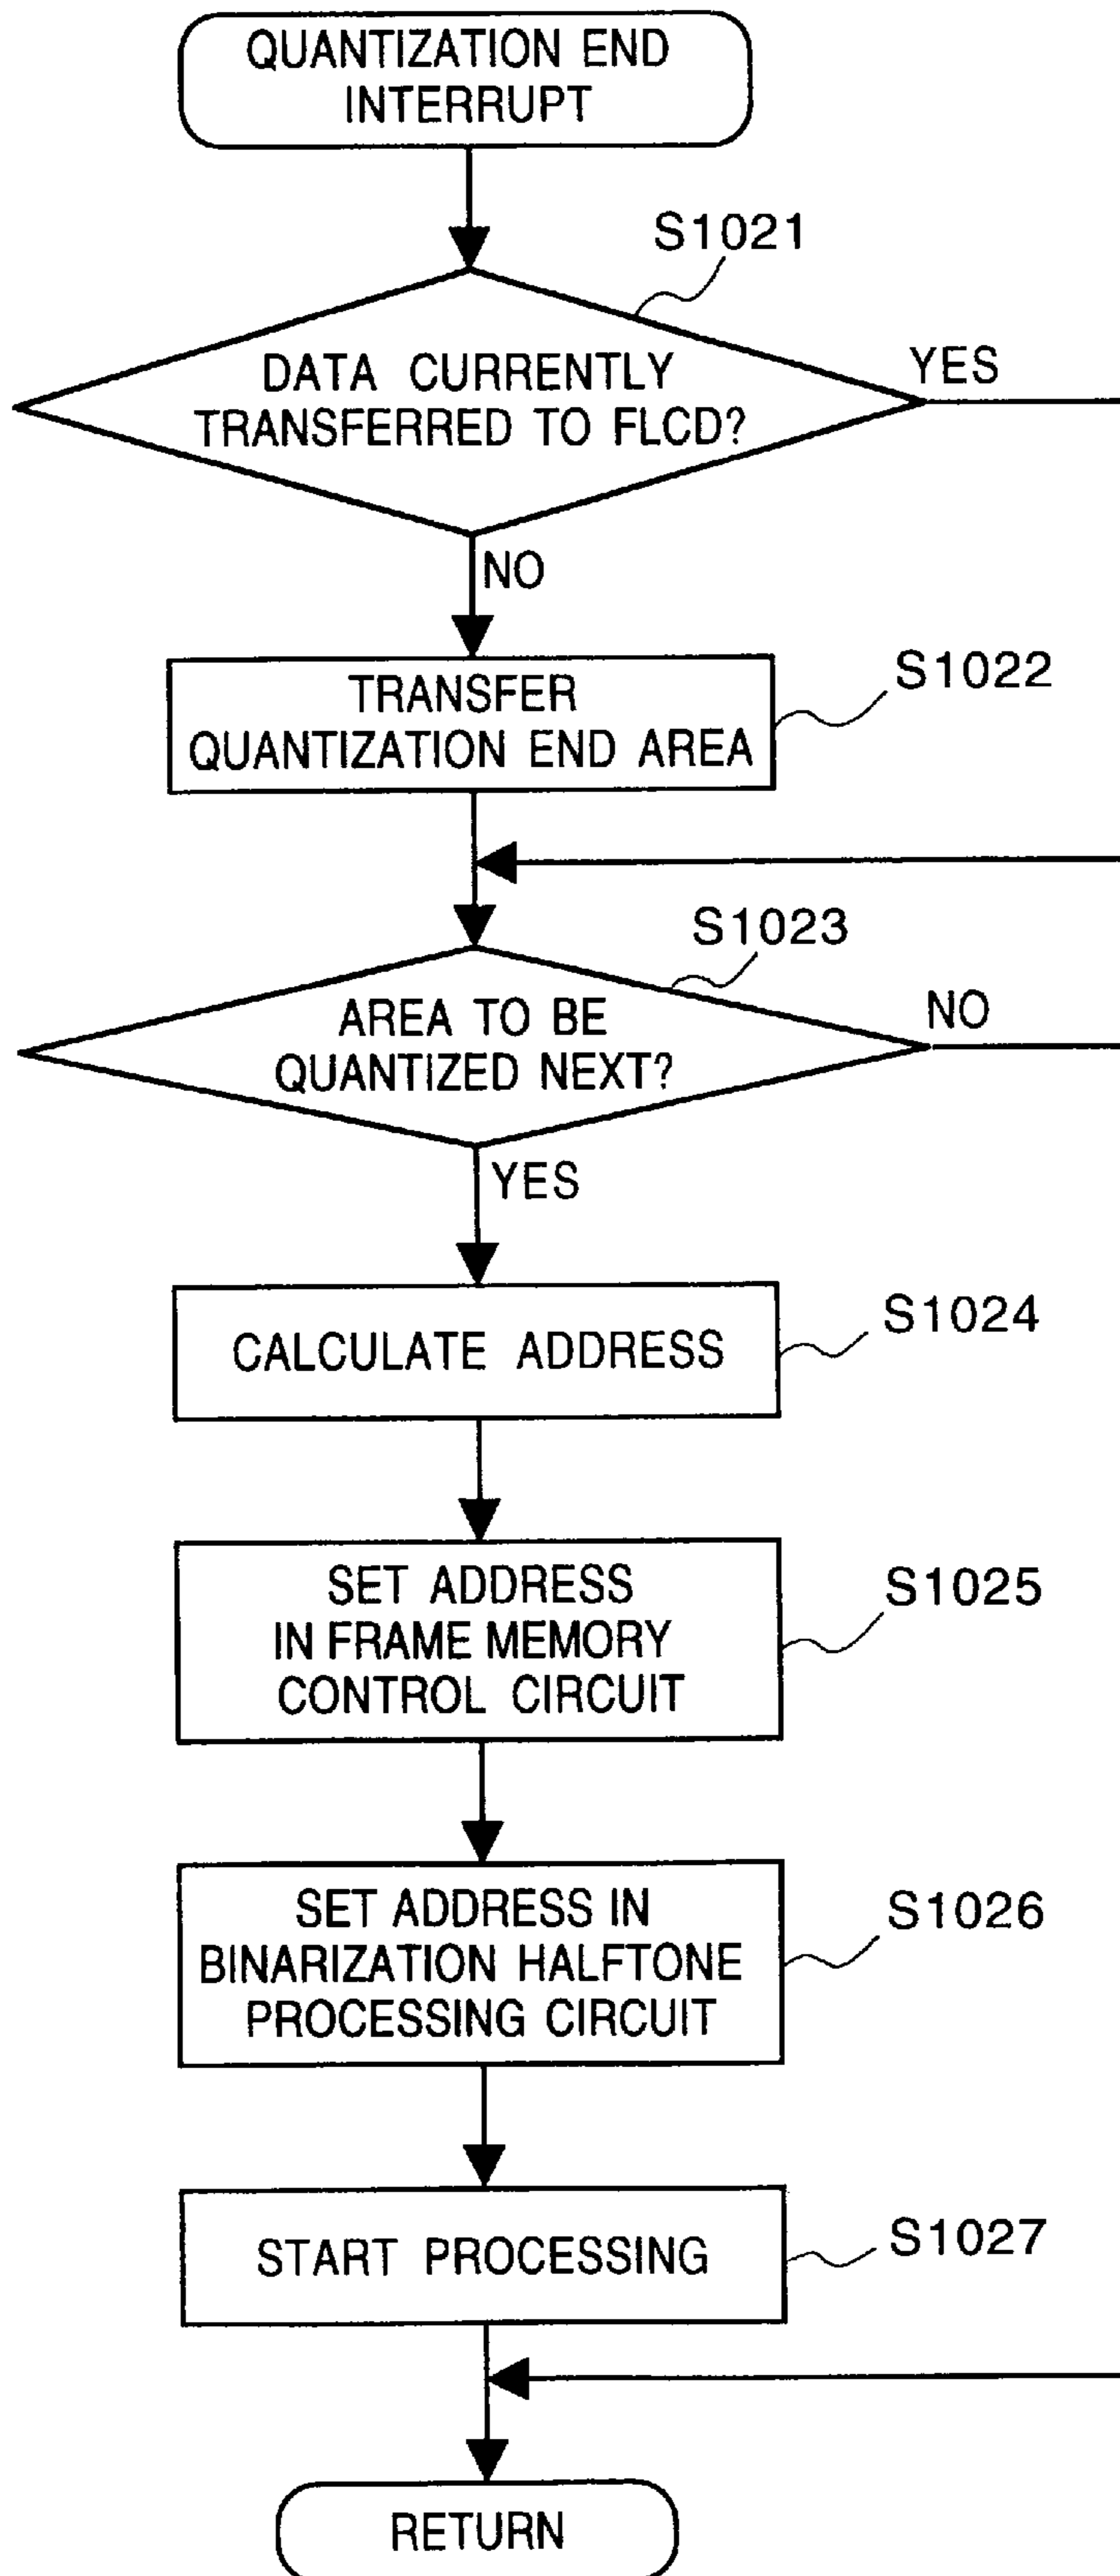 QUANTIZATION END
INTERRUPT
S1021
DATA CURRENTLY
TRANSFERRED TO FLCD?
YES
NO
TRANSFER
QUANTIZATION END AREA
S1022
S1023
AREA TO BE
QUANTIZED NEXT?
NO
YES
CALCULATE ADDRESS
S1024
SET ADDRESS
IN FRAME MEMORY
CONTROL CIRCUIT
S1025
SET ADDRESS IN
BINARIZATION HALFTONE
PROCESSING CIRCUIT
S1026
START PROCESSING
S1027
RETURN